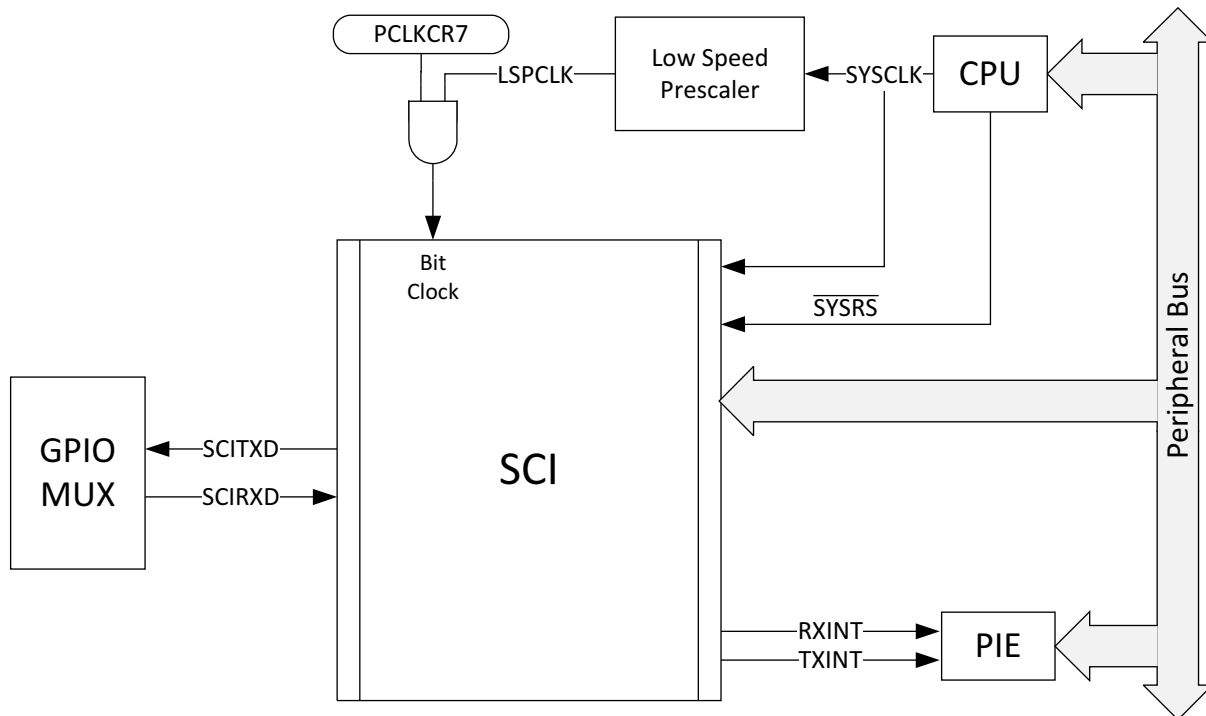 PCLKCR7
LSPCLK
Low Speed
Prescaler
SYSCLK
CPU
Bit
Clock
SYSRS
Peripheral Bus
GPIO
MUX
SCITXD
SCIRXD
SCI
RXINT
TXINT
PIE